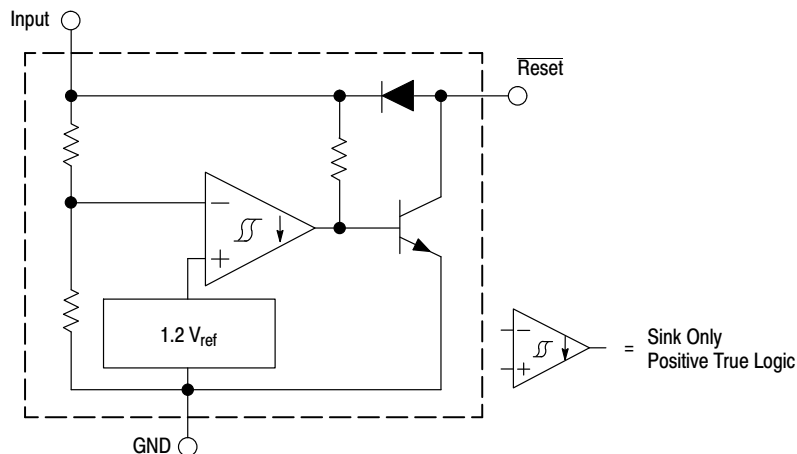 Input
Reset
−
+
1.2 Vref
GND
−
+
= Sink Only
Positive True Logic